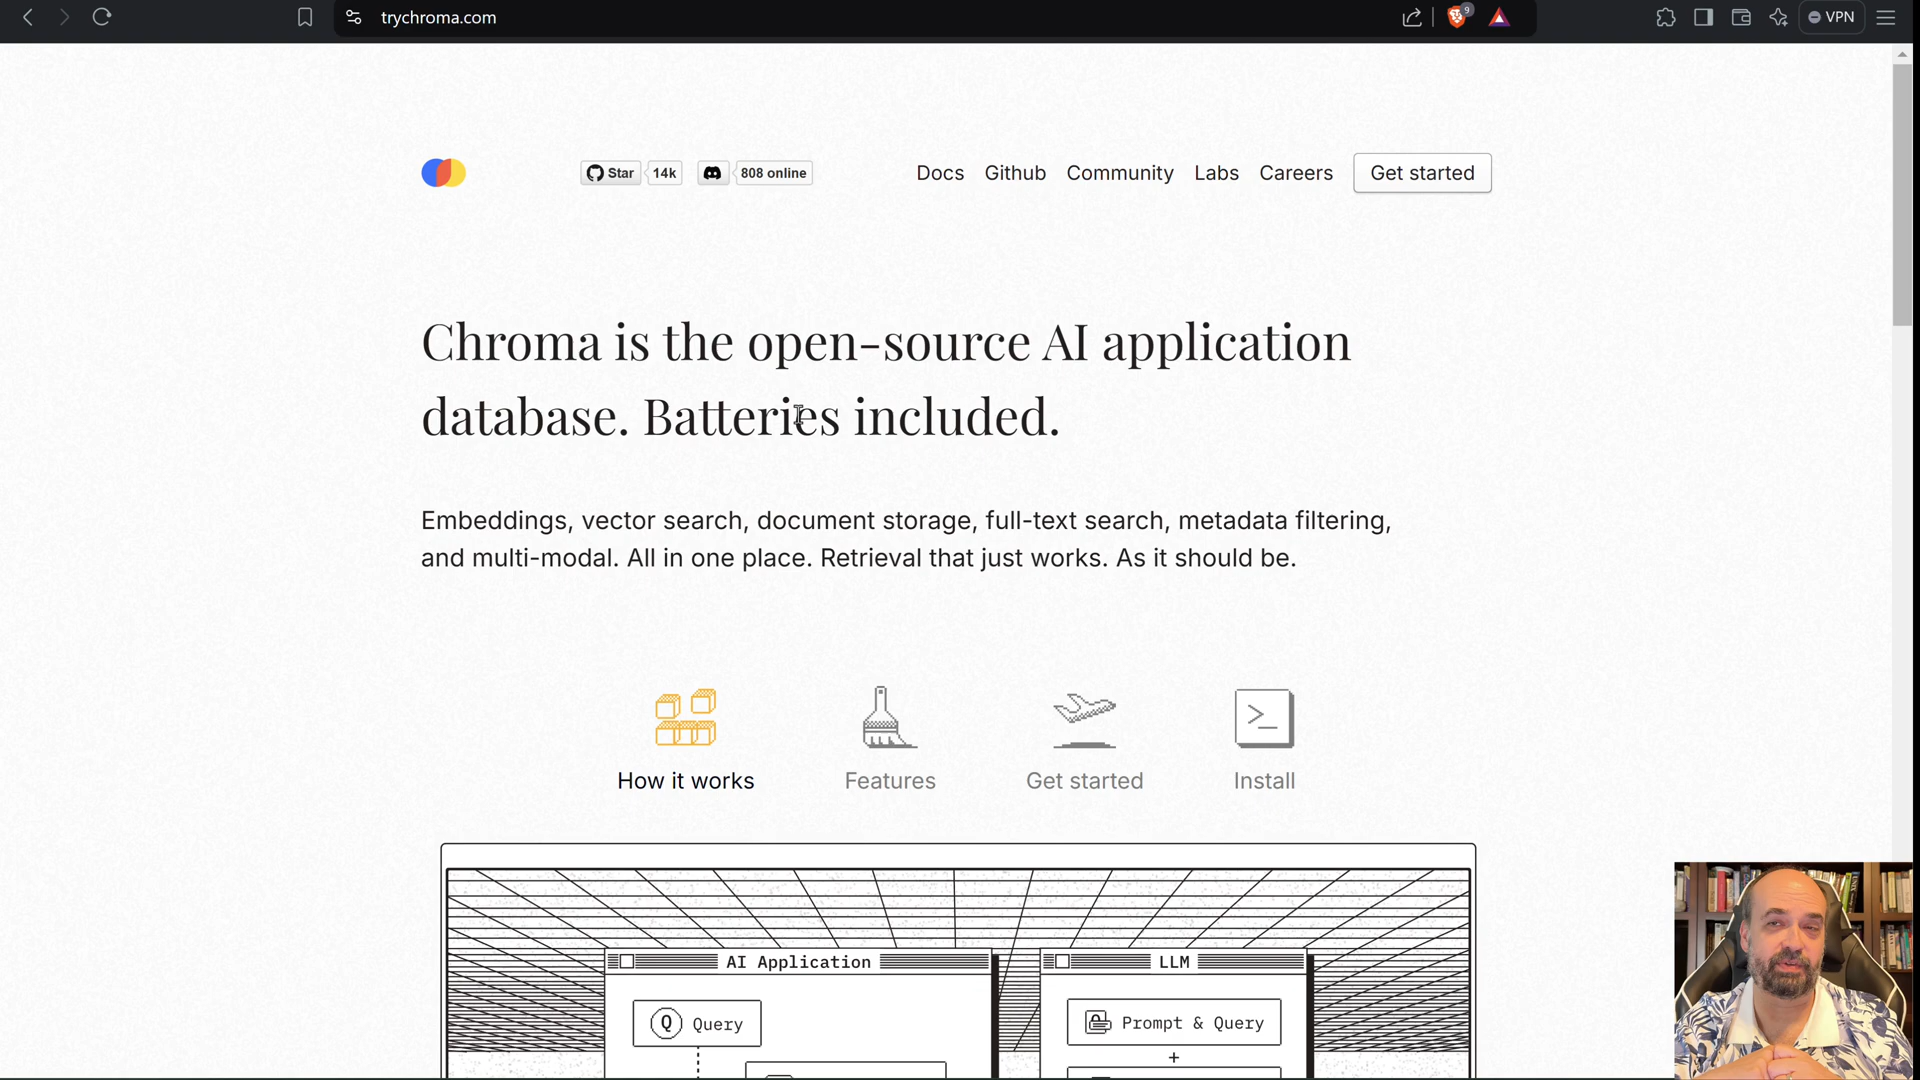 trychroma.com
9
VPN
Star
14k
808 online
Docs
Github
Community
Labs
Careers
Get started
Chroma is the open-source AI application
database. Batteries included.
Embeddings, vector search, document storage, full-text search, metadata filtering,
and multi-modal. All in one place. Retrieval that just works. As it should be.
>_
How it works
Features
Get started
Install
AI Application
LLM
Q Query
Prompt & Query
+